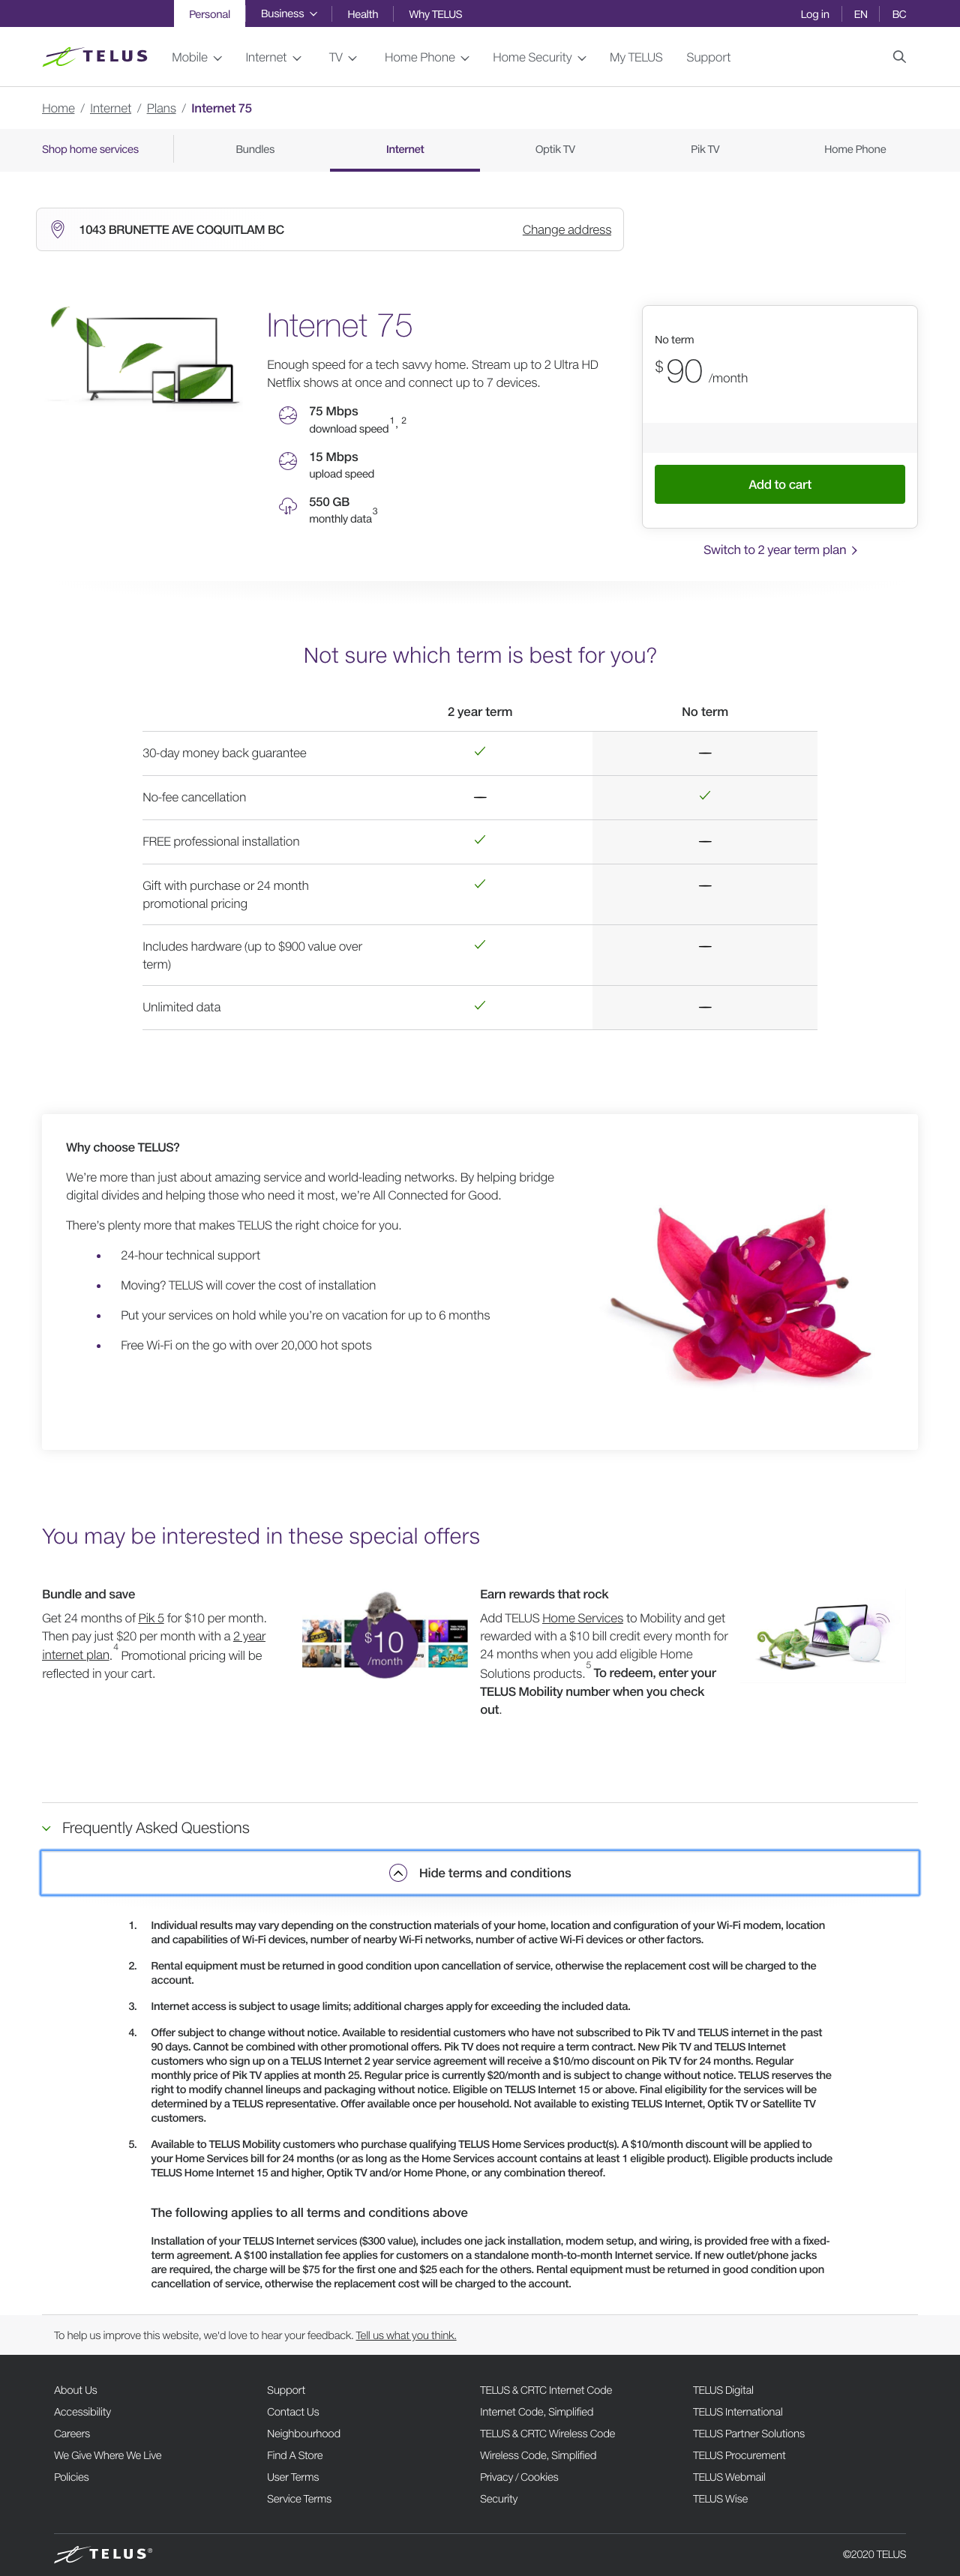 Personal
Business
Health
Why TELUS
Log in
EN
BC
TELUS
Mobile
Internet
TV
Home Phone
Home Security
My TELUS
Support
Home / Internet / Plans / Internet 75
Shop home services
Bundles
Internet
Optik TV
Pik TV
Home Phone
1043 BRUNETTE AVE COQUITLAM BC
Change address
Internet 75
Enough speed for a tech savvy home. Stream up to 2 Ultra HD
Netflix shows at once and connect up to 7 devices.
75 Mbps
download speed 1, 2
15 Mbps
upload speed
550 GB
monthly data 3
No term
$90 /month
Add to cart
Switch to 2 year term plan
Not sure which term is best for you?
2 year term
No term
30-day money back guarantee
No-fee cancellation
FREE professional installation
Gift with purchase or 24 month
promotional pricing
Includes hardware (up to $900 value over
term)
Unlimited data
Why choose TELUS?
We're more than just about amazing service and world-leading networks. By helping bridge
digital divides and helping those who need it most, we're All Connected for Good.
There's plenty more that makes TELUS the right choice for you.
• 24-hour technical support
• Moving? TELUS will cover the cost of installation
• Put your services on hold while you're on vacation for up to 6 months
• Free Wi-Fi on the go with over 20,000 hot spots
You may be interested in these special offers
Bundle and save
Get 24 months of Pik 5 for $10 per month.
Then pay just $20 per month with a 2 year
internet plan.4 Promotional pricing will be
reflected in your cart.
$10
/month
Earn rewards that rock
Add TELUS Home Services to Mobility and get
rewarded with a $10 bill credit every month for
24 months when you add eligible Home
Solutions products.5 To redeem, enter your
TELUS Mobility number when you check
out.
Frequently Asked Questions
Hide terms and conditions
1. Individual results may vary depending on the construction materials of your home, location and configuration of your Wi-Fi modem, location
and capabilities of Wi-Fi devices, number of nearby Wi-Fi networks, number of active Wi-Fi devices or other factors.
2. Rental equipment must be returned in good condition upon cancellation of service, otherwise the replacement cost will be charged to the
account.
3. Internet access is subject to usage limits; additional charges apply for exceeding the included data.
4. Offer subject to change without notice. Available to residential customers who have not subscribed to Pik TV and TELUS internet in the past
90 days. Cannot be combined with other promotional offers. Pik TV does not require a term contract. New Pik TV and TELUS Internet
customers who sign up on a TELUS Internet 2 year service agreement will receive a $10/mo discount on Pik TV for 24 months. Regular
monthly price of Pik TV applies at month 25. Regular price is currently $20/month and is subject to change without notice. TELUS reserves the
right to modify channel lineups and packaging without notice. Eligible on TELUS Internet 15 or above. Final eligibility for the services will be
determined by a TELUS representative. Offer available once per household. Not available to existing TELUS Internet, Optik TV or Satellite TV
customers.
5. Available to TELUS Mobility customers who purchase qualifying TELUS Home Services product(s). A $10/month discount will be applied to
your Home Services bill for 24 months (or as long as the Home Services account contains at least 1 eligible product). Eligible products include
TELUS Home Internet 15 and higher, Optik TV and/or Home Phone, or any combination thereof.
The following applies to all terms and conditions above
Installation of your TELUS Internet services ($300 value), includes one jack installation, modem setup, and wiring, is provided free with a fixed-
term agreement. A $100 installation fee applies for customers on a standalone month-to-month Internet service. If new outlet/phone jacks
are required, the charge will be $75 for the first one and $25 each for the others. Rental equipment must be returned in good condition upon
cancellation of service, otherwise the replacement cost will be charged to the account.
To help us improve this website, we'd love to hear your feedback. Tell us what you think.
About Us
Accessibility
Careers
We Give Where We Live
Policies
Support
Contact Us
Neighbourhood
Find A Store
User Terms
Service Terms
TELUS & CRTC Internet Code
Internet Code, Simplified
TELUS & CRTC Wireless Code
Wireless Code, Simplified
Privacy / Cookies
Security
TELUS Digital
TELUS International
TELUS Partner Solutions
TELUS Procurement
TELUS Webmail
TELUS Wise
TELUS®
©2020 TELUS